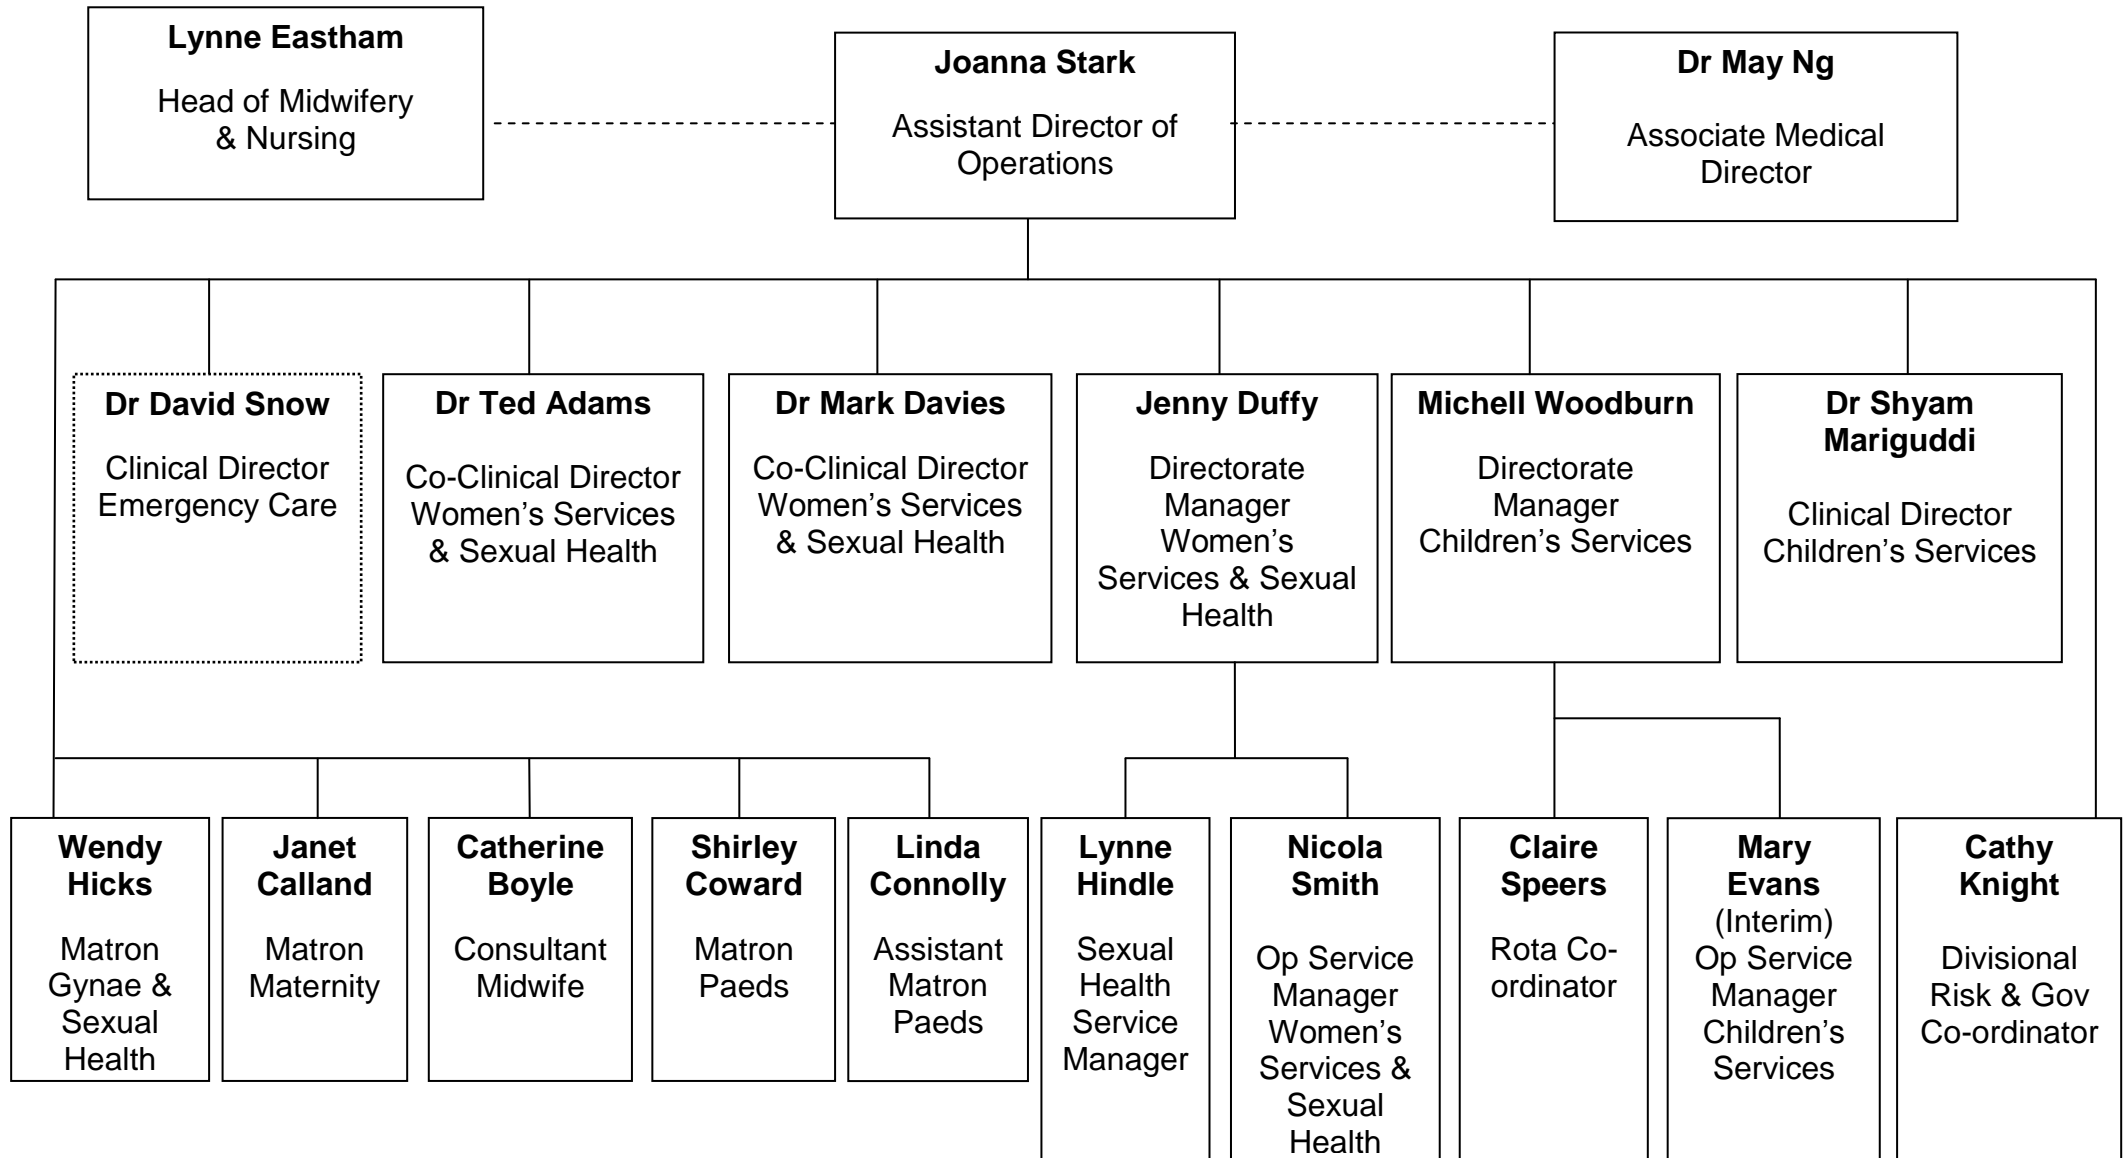 Lynne Eastham
Head of Midwifery
& Nursing
Joanna Stark
Assistant Director of
Operations
Dr May Ng
Associate Medical
Director
Dr David Snow
Clinical Director
Emergency Care
Dr Ted Adams
Co-Clinical Director
Women’s Services
& Sexual Health
Dr Mark Davies
Co-Clinical Director
Women’s Services
& Sexual Health
Jenny Duffy
Directorate
Manager
Women’s
Services & Sexual
Health
Michell Woodburn
Directorate
Manager
Children’s Services
Dr Shyam
Mariguddi
Clinical Director
Children’s Services
Wendy
Hicks
Matron
Gynae &
Sexual
Health
Janet
Calland
Matron
Maternity
Catherine
Boyle
Consultant
Midwife
Shirley
Coward
Matron
Paeds
Linda
Connolly
Assistant
Matron
Paeds
Lynne
Hindle
Sexual
Health
Service
Manager
Nicola
Smith
Op Service
Manager
Women’s
Services &
Sexual
Health
Claire
Speers
Rota Co-
ordinator
Mary
Evans
(Interim)
Op Service
Manager
Children’s
Services
Cathy
Knight
Divisional
Risk & Gov
Co-ordinator